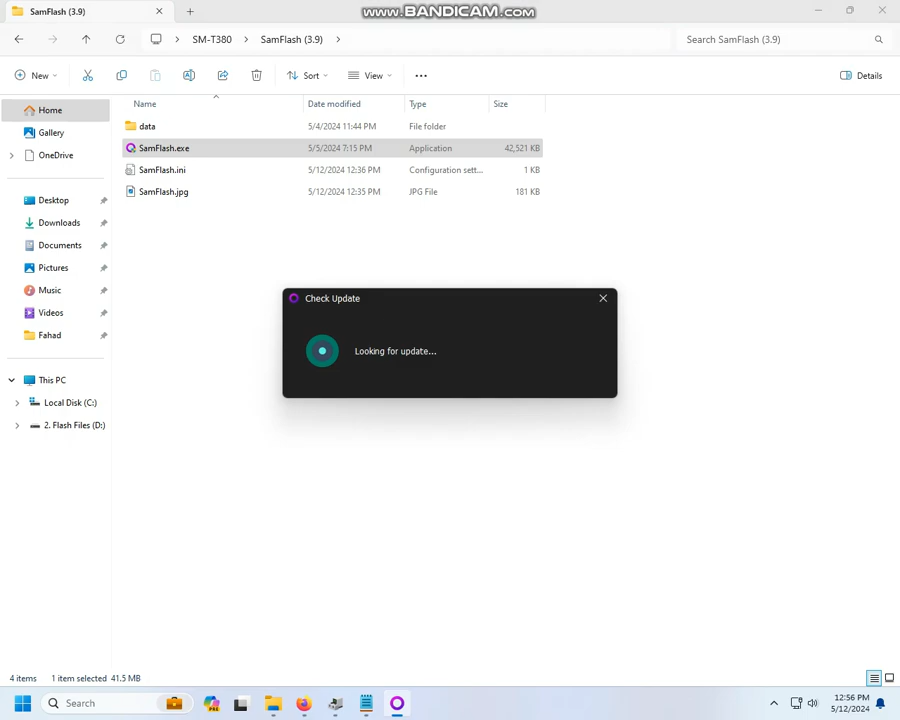 SamFlash (3.9)
www.BANDICAM.com
SM-T380
SamFlash (3.9)
Search SamFlash (3.9)
New
Sort
View
Details
Home
Gallery
OneDrive
Desktop
Downloads
Documents
Pictures
Music
Videos
Fahad
This PC
Local Disk (C:)
2. Flash Files (D:)
Name Date modified Type Size
data 5/4/2024 11:44 PM File folder
SamFlash.exe 5/5/2024 7:15 PM Application 42,521 KB
SamFlash.ini 5/12/2024 12:36 PM Configuration sett... 1 KB
SamFlash.jpg 5/12/2024 12:35 PM JPG File 181 KB
Check Update
Looking for update...
4 items 1 item selected 41.5 MB
Search
PRE
12:56 PM
5/12/2024